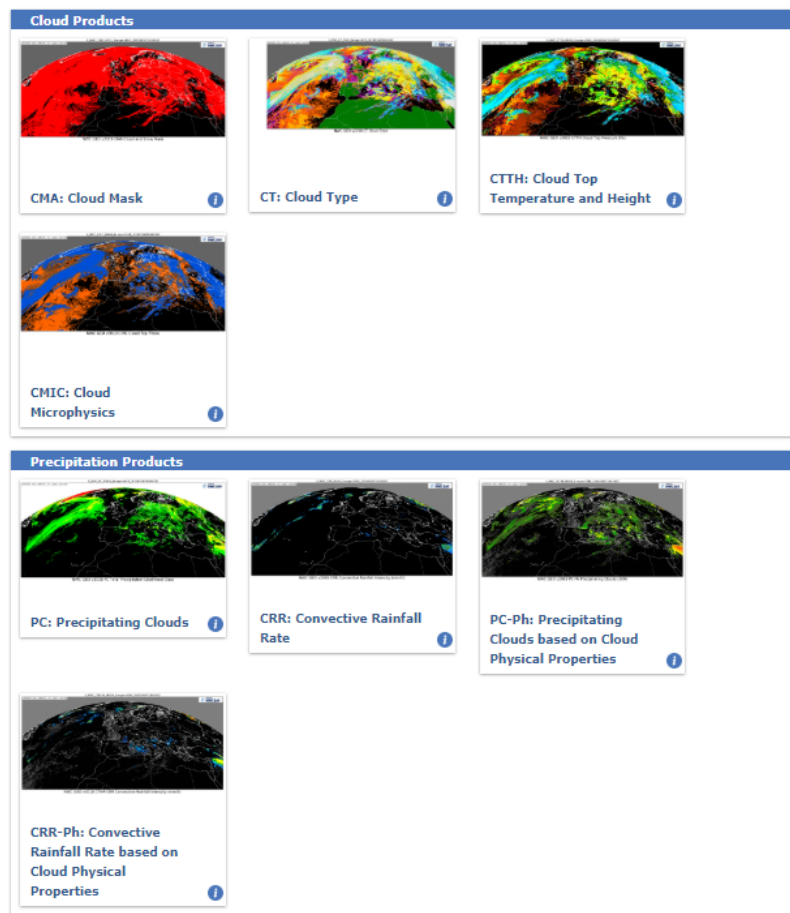 Cloud Products
CMA: Cloud Mask
CT: Cloud Type
CTTH: Cloud Top
Temperature and Height
CMIC: Cloud
Microphysics
Precipitation Products
PC: Precipitating Clouds
CRR: Convective Rainfall
Rate
PC-Ph: Precipitating
Clouds based on Cloud
Physical Properties
CRR-Ph: Convective
Rainfall Rate based on
Cloud Physical
Properties